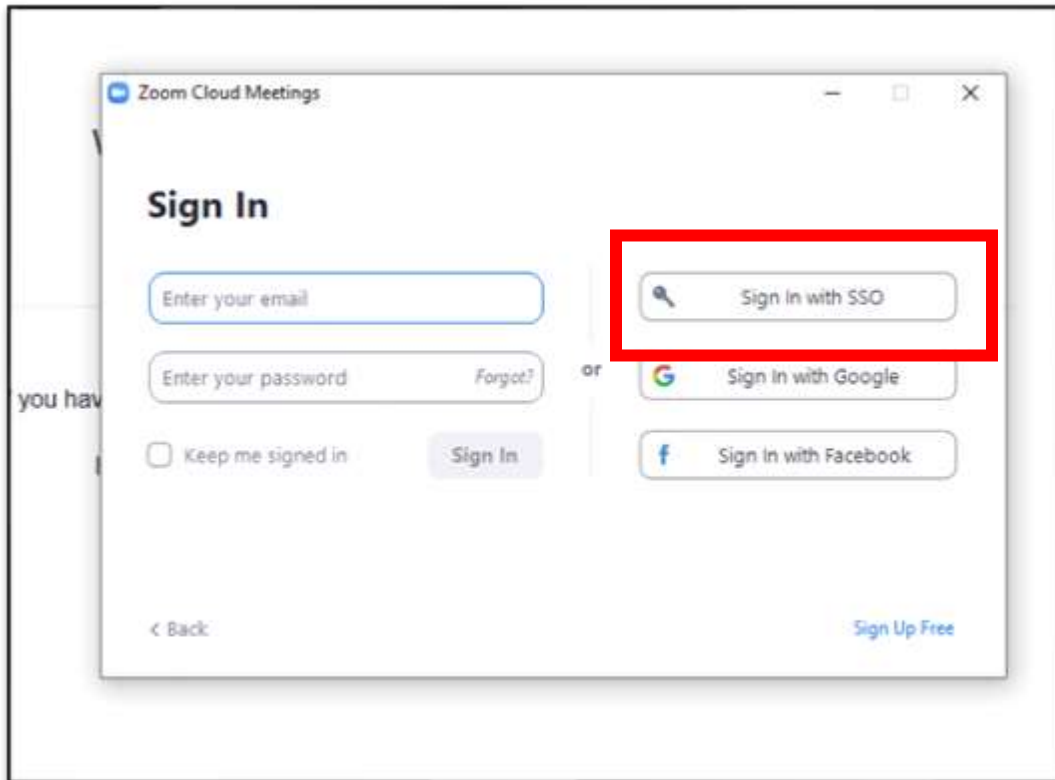 Zoom Cloud Meetings
Sign In
Enter your email
Enter your password Forgot?
Keep me signed in Sign In
or
Sign In with SSO
Sign In with Google
Sign In with Facebook
you hav
< Back
Sign Up Free